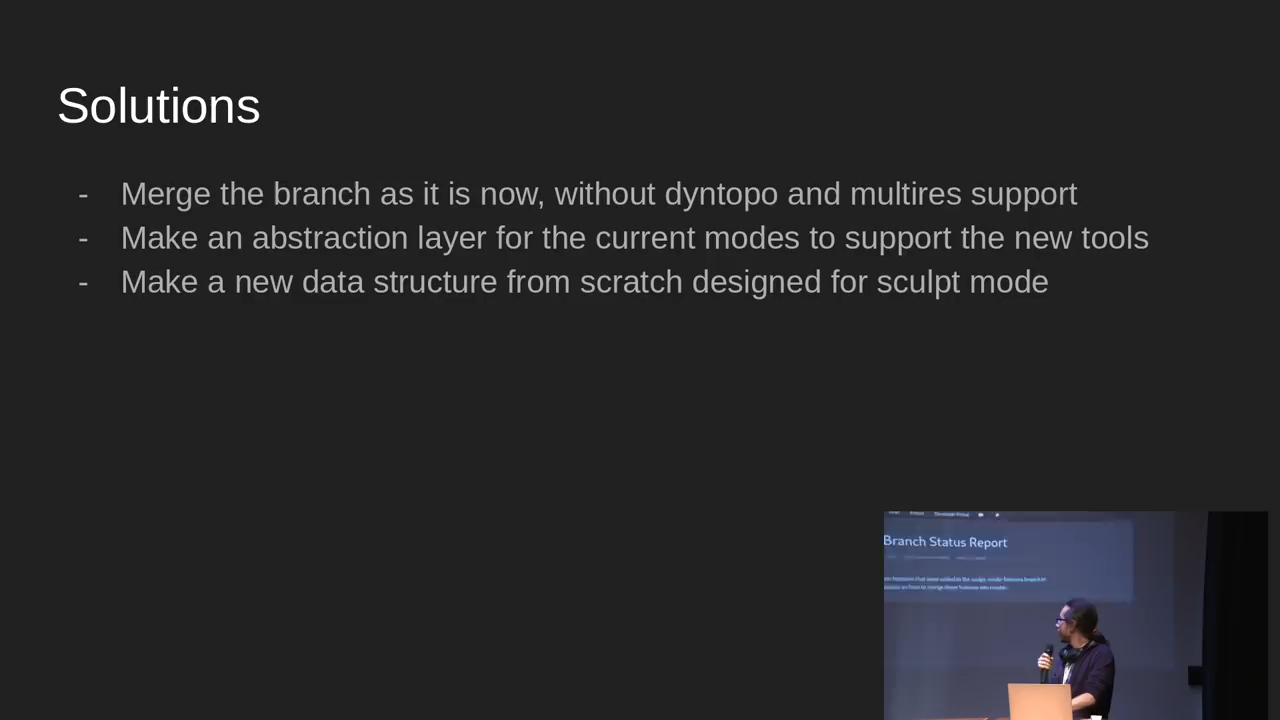 Solutions
- Merge the branch as it is now, without dyntopo and multires support
- Make an abstraction layer for the current modes to support the new tools
- Make a new data structure from scratch designed for sculpt mode
Branch Status Report